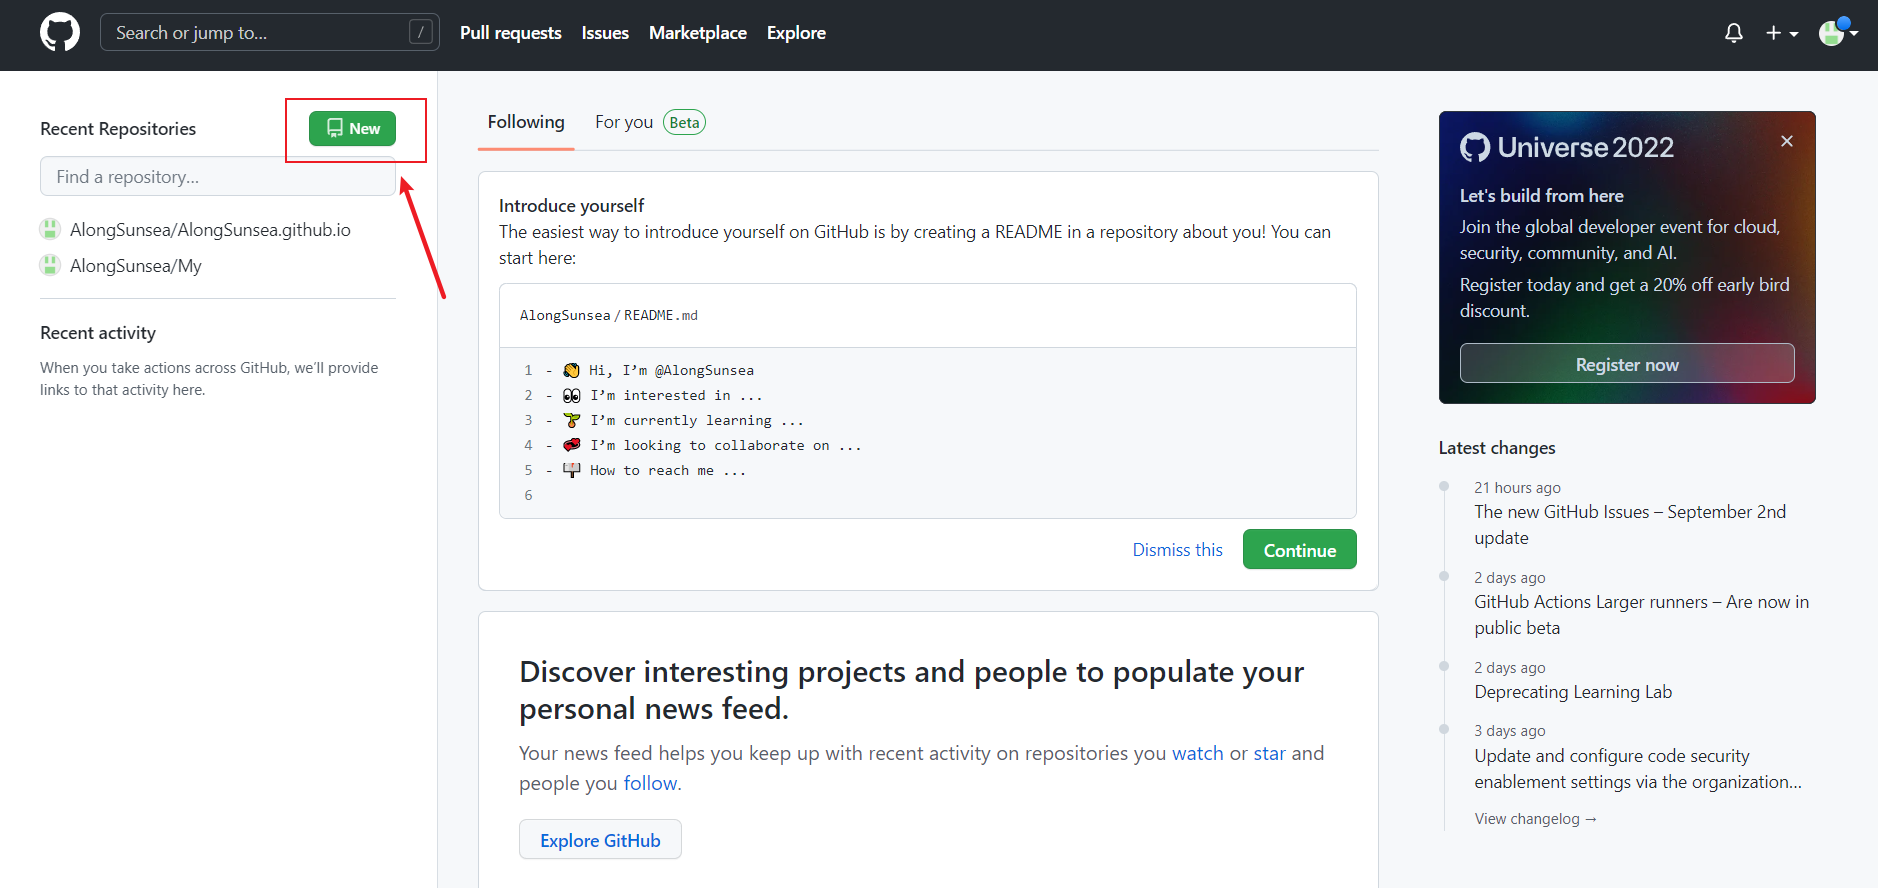 Search or jump to... /
Pull requests Issues Marketplace Explore
Recent Repositories
New
Find a repository...
AlongSunsea/AlongSunsea.github.io
AlongSunsea/My
Recent activity
When you take actions across GitHub, we’ll provide
links to that activity here.
Following For you Beta
Introduce yourself
The easiest way to introduce yourself on GitHub is by creating a README in a repository about you! You can
start here:
AlongSunsea / README.md
1 - 👋 Hi, I’m @AlongSunsea
2 - 👀 I’m interested in ...
3 - 🌱 I’m currently learning ...
4 - 💞️ I’m looking to collaborate on ...
5 - 📫 How to reach me ...
6
Dismiss this Continue
Discover interesting projects and people to populate your
personal news feed.
Your news feed helps you keep up with recent activity on repositories you watch or star and
people you follow.
Explore GitHub
Universe 2022
Let's build from here
Join the global developer event for cloud,
security, community, and AI.
Register today and get a 20% off early bird
discount.
Register now
Latest changes
21 hours ago
The new GitHub Issues – September 2nd
update
2 days ago
GitHub Actions Larger runners – Are now in
public beta
2 days ago
Deprecating Learning Lab
3 days ago
Update and configure code security
enablement settings via the organization...
View changelog →